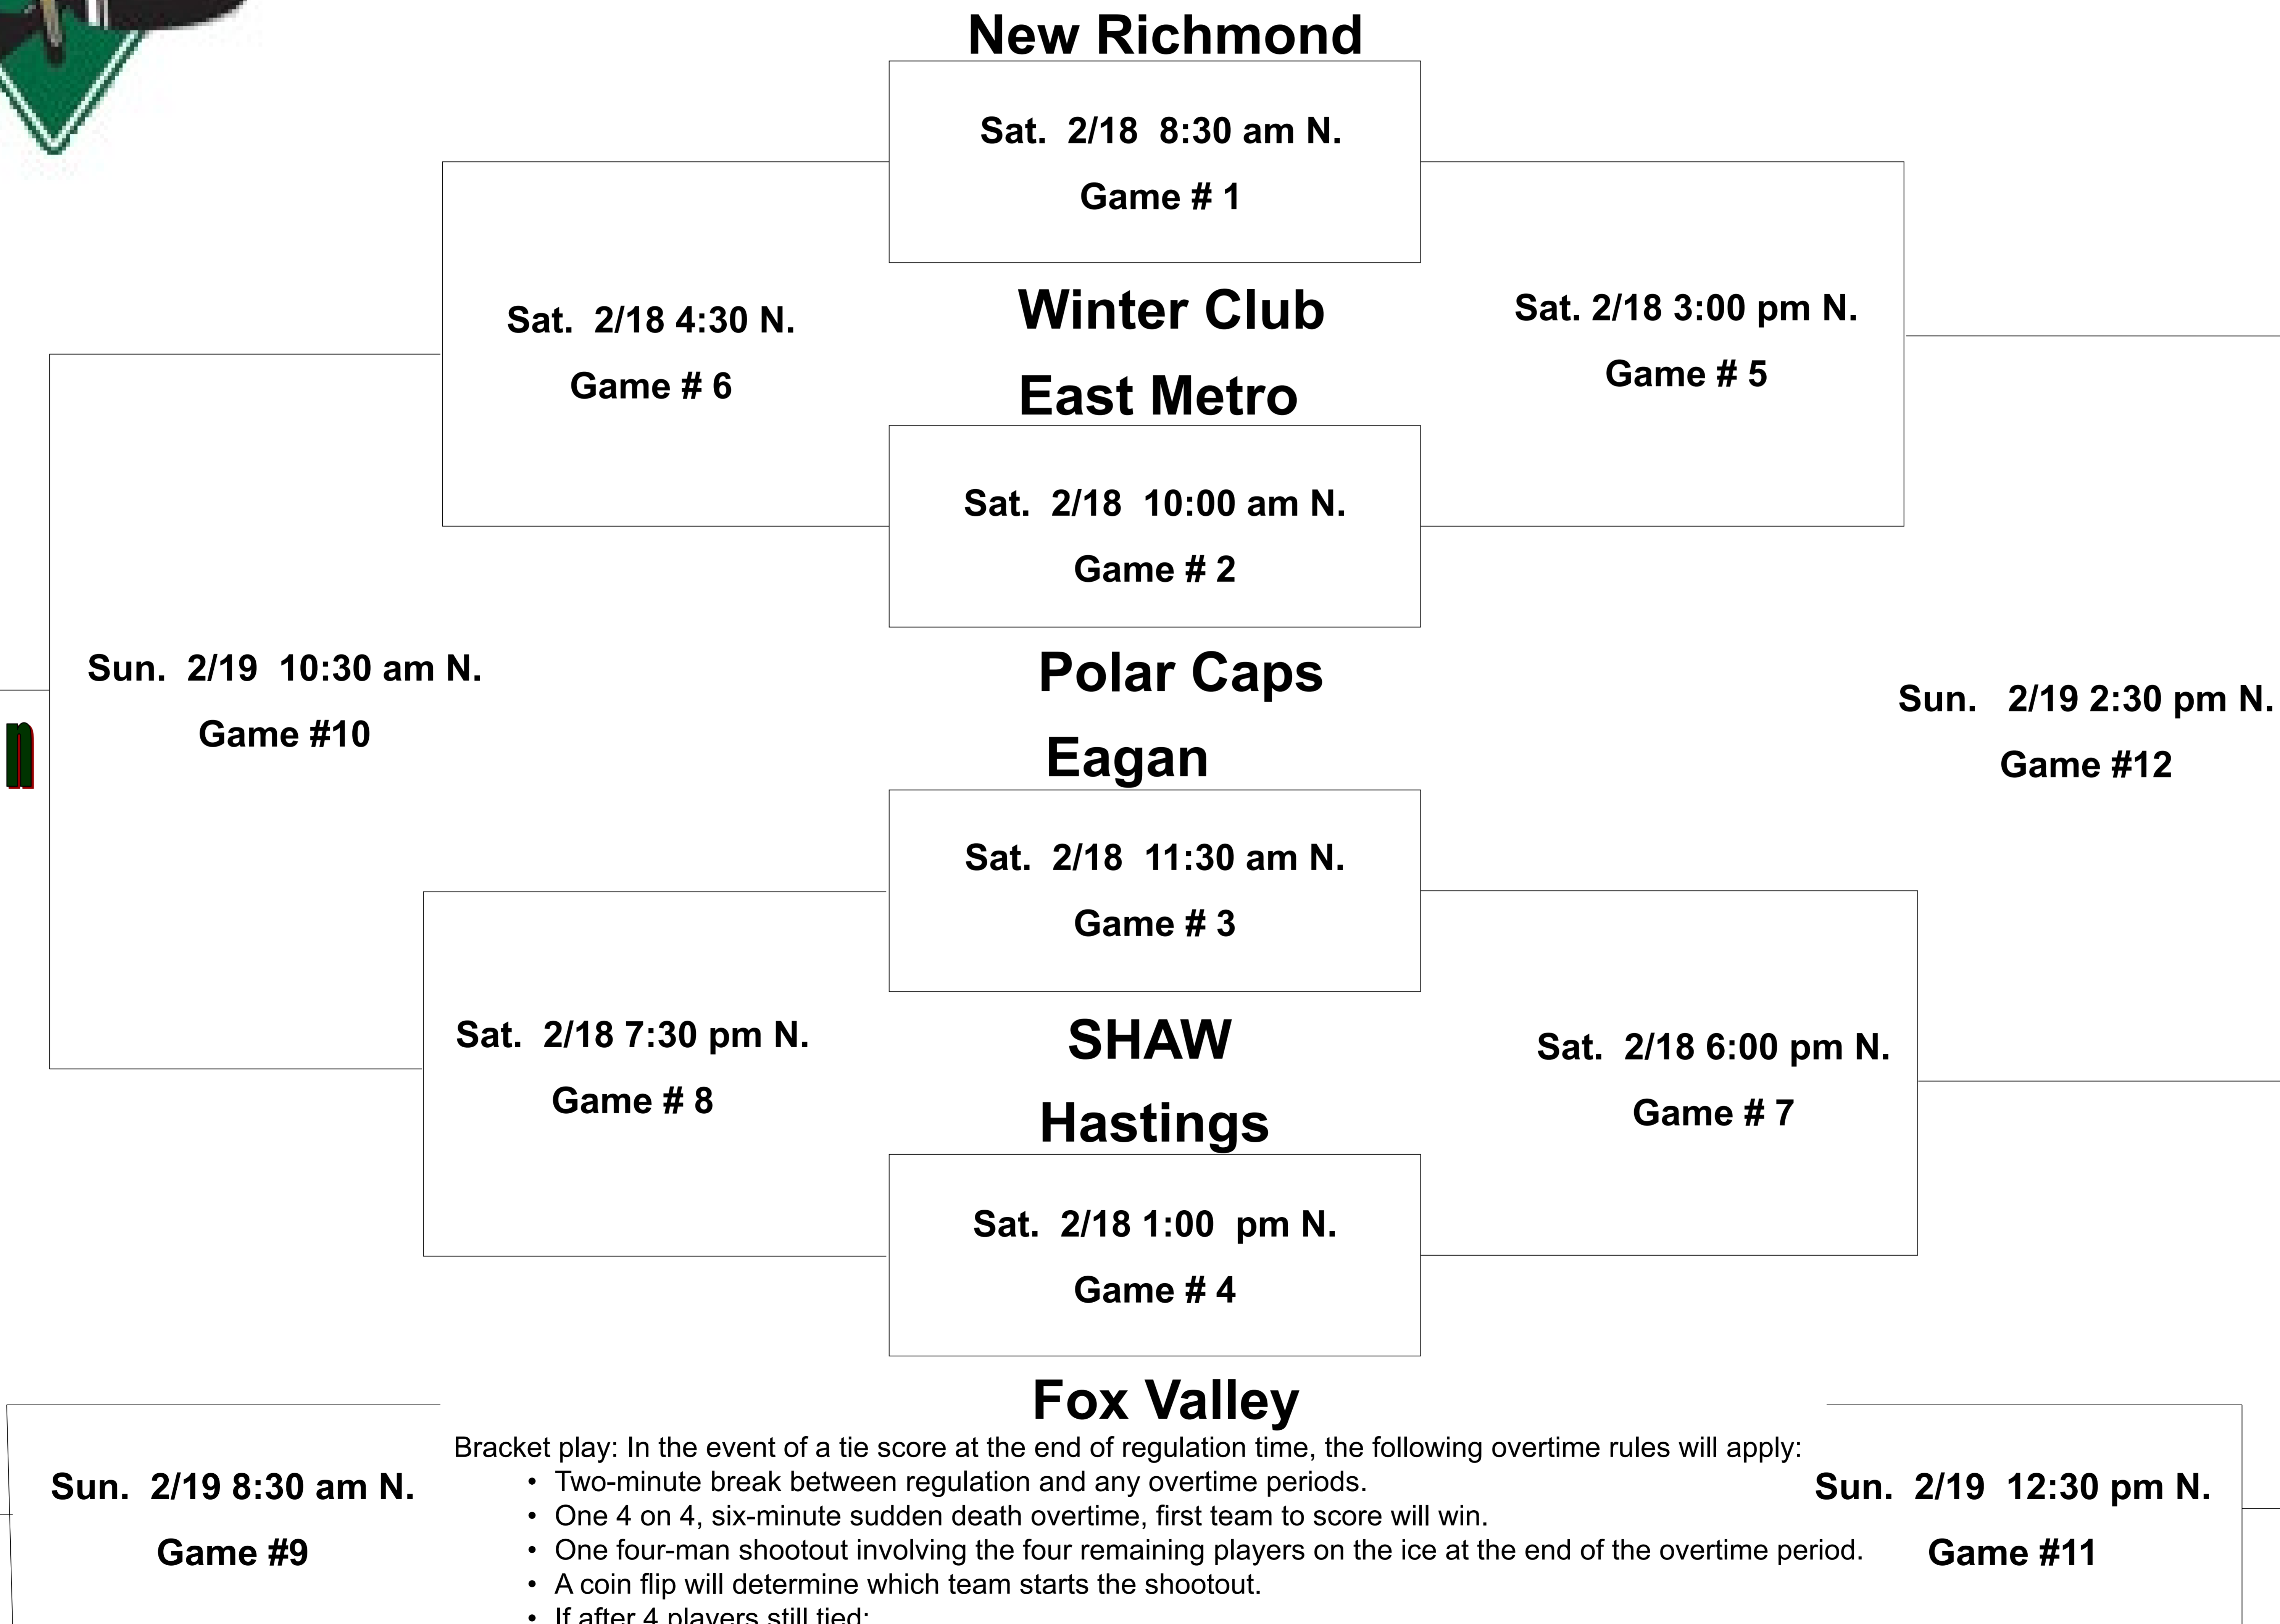 New Richmond
Sat.  2/18  8:30 am N.
Game # 1
Sat.  2/18 4:30 N.
Game # 6
Winter Club
Sat. 2/18 3:00 pm N.
Game # 5
East Metro
Sat.  2/18  10:00 am N.
Game # 2
Sun.  2/19  10:30 am N.
Game #10
Polar Caps
Sun.   2/19 2:30 pm N.
Game #12
n
Eagan
Sat.  2/18  11:30 am N.
Game # 3
Sat.  2/18 7:30 pm N.
Game # 8
SHAW
Sat.  2/18 6:00 pm N.
Game # 7
Hastings
Sat.  2/18 1:00  pm N.
Game # 4
Fox Valley
Bracket play: In the event of a tie score at the end of regulation time, the following overtime rules will apply:
• Two-minute break between regulation and any overtime periods.
• One 4 on 4, six-minute sudden death overtime, first team to score will win.
• One four-man shootout involving the four remaining players on the ice at the end of the overtime period.
• A coin flip will determine which team starts the shootout.
• If after 4 players still tied:
Sun.  2/19 8:30 am N.
Game #9
Sun.  2/19  12:30 pm N.
Game #11